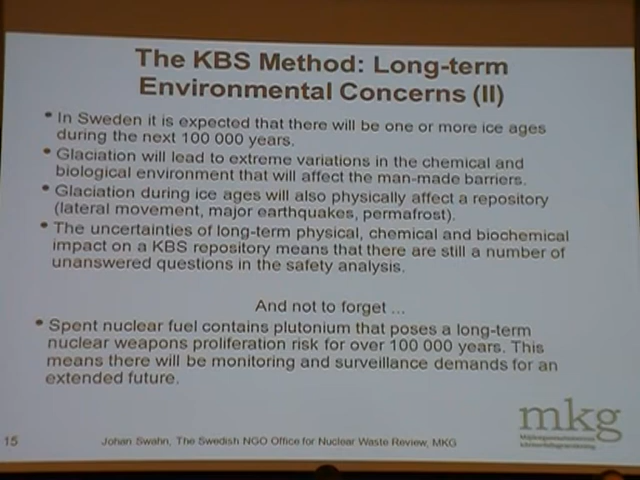 The KBS Method: Long-term
Environmental Concerns (II)
• In Sweden it is expected that there will be one or more ice ages
during the next 100 000 years.
• Glaciation will lead to extreme variations in the chemical and
biological environment that will affect the man-made barriers.
• Glaciation during ice ages will also physically affect a repository
(lateral movement, major earthquakes, permafrost).
• The uncertainties of long-term physical, chemical and biochemical
impact on a KBS repository means that there are still a number of
unanswered questions in the safety analysis.
And not to forget ...
• Spent nuclear fuel contains plutonium that poses a long-term
nuclear weapons proliferation risk for over 100 000 years. This
means there will be monitoring and surveillance demands for an
extended future.
mkg
15
Johan Swahn, The Swedish NGO Office for Nuclear Waste Review, MKG